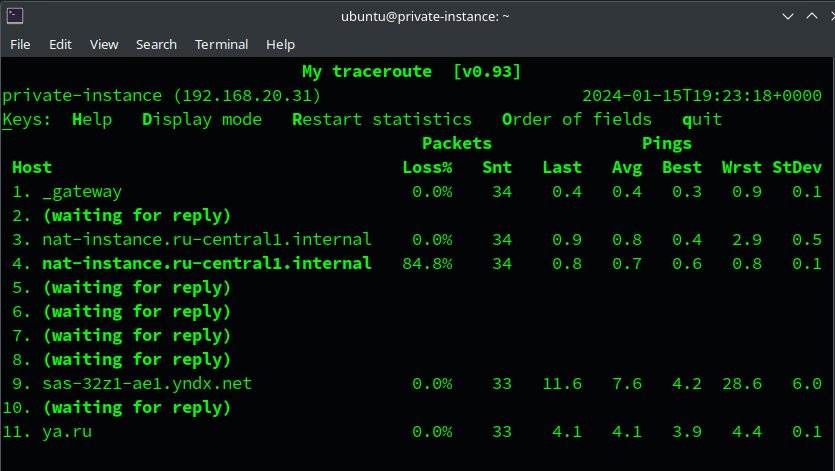 ubuntu@private-instance: ~
File Edit View Search Terminal Help
My traceroute [v0.93]
private-instance (192.168.20.31) 2024-01-15T19:23:18+0000
Keys: Help Display mode Restart statistics Order of fields quit
Packets Pings
Host Loss% Snt Last Avg Best Wrst StDev
1. _gateway 0.0% 34 0.4 0.4 0.3 0.9 0.1
2. (waiting for reply)
3. nat-instance.ru-central1.internal 0.0% 34 0.9 0.8 0.4 2.9 0.5
4. nat-instance.ru-central1.internal 84.8% 34 0.8 0.7 0.6 0.8 0.1
5. (waiting for reply)
6. (waiting for reply)
7. (waiting for reply)
8. (waiting for reply)
9. sas-32z1-ae1.yndx.net 0.0% 33 11.6 7.6 4.2 28.6 6.0
10. (waiting for reply)
11. ya.ru 0.0% 33 4.1 4.1 3.9 4.4 0.1